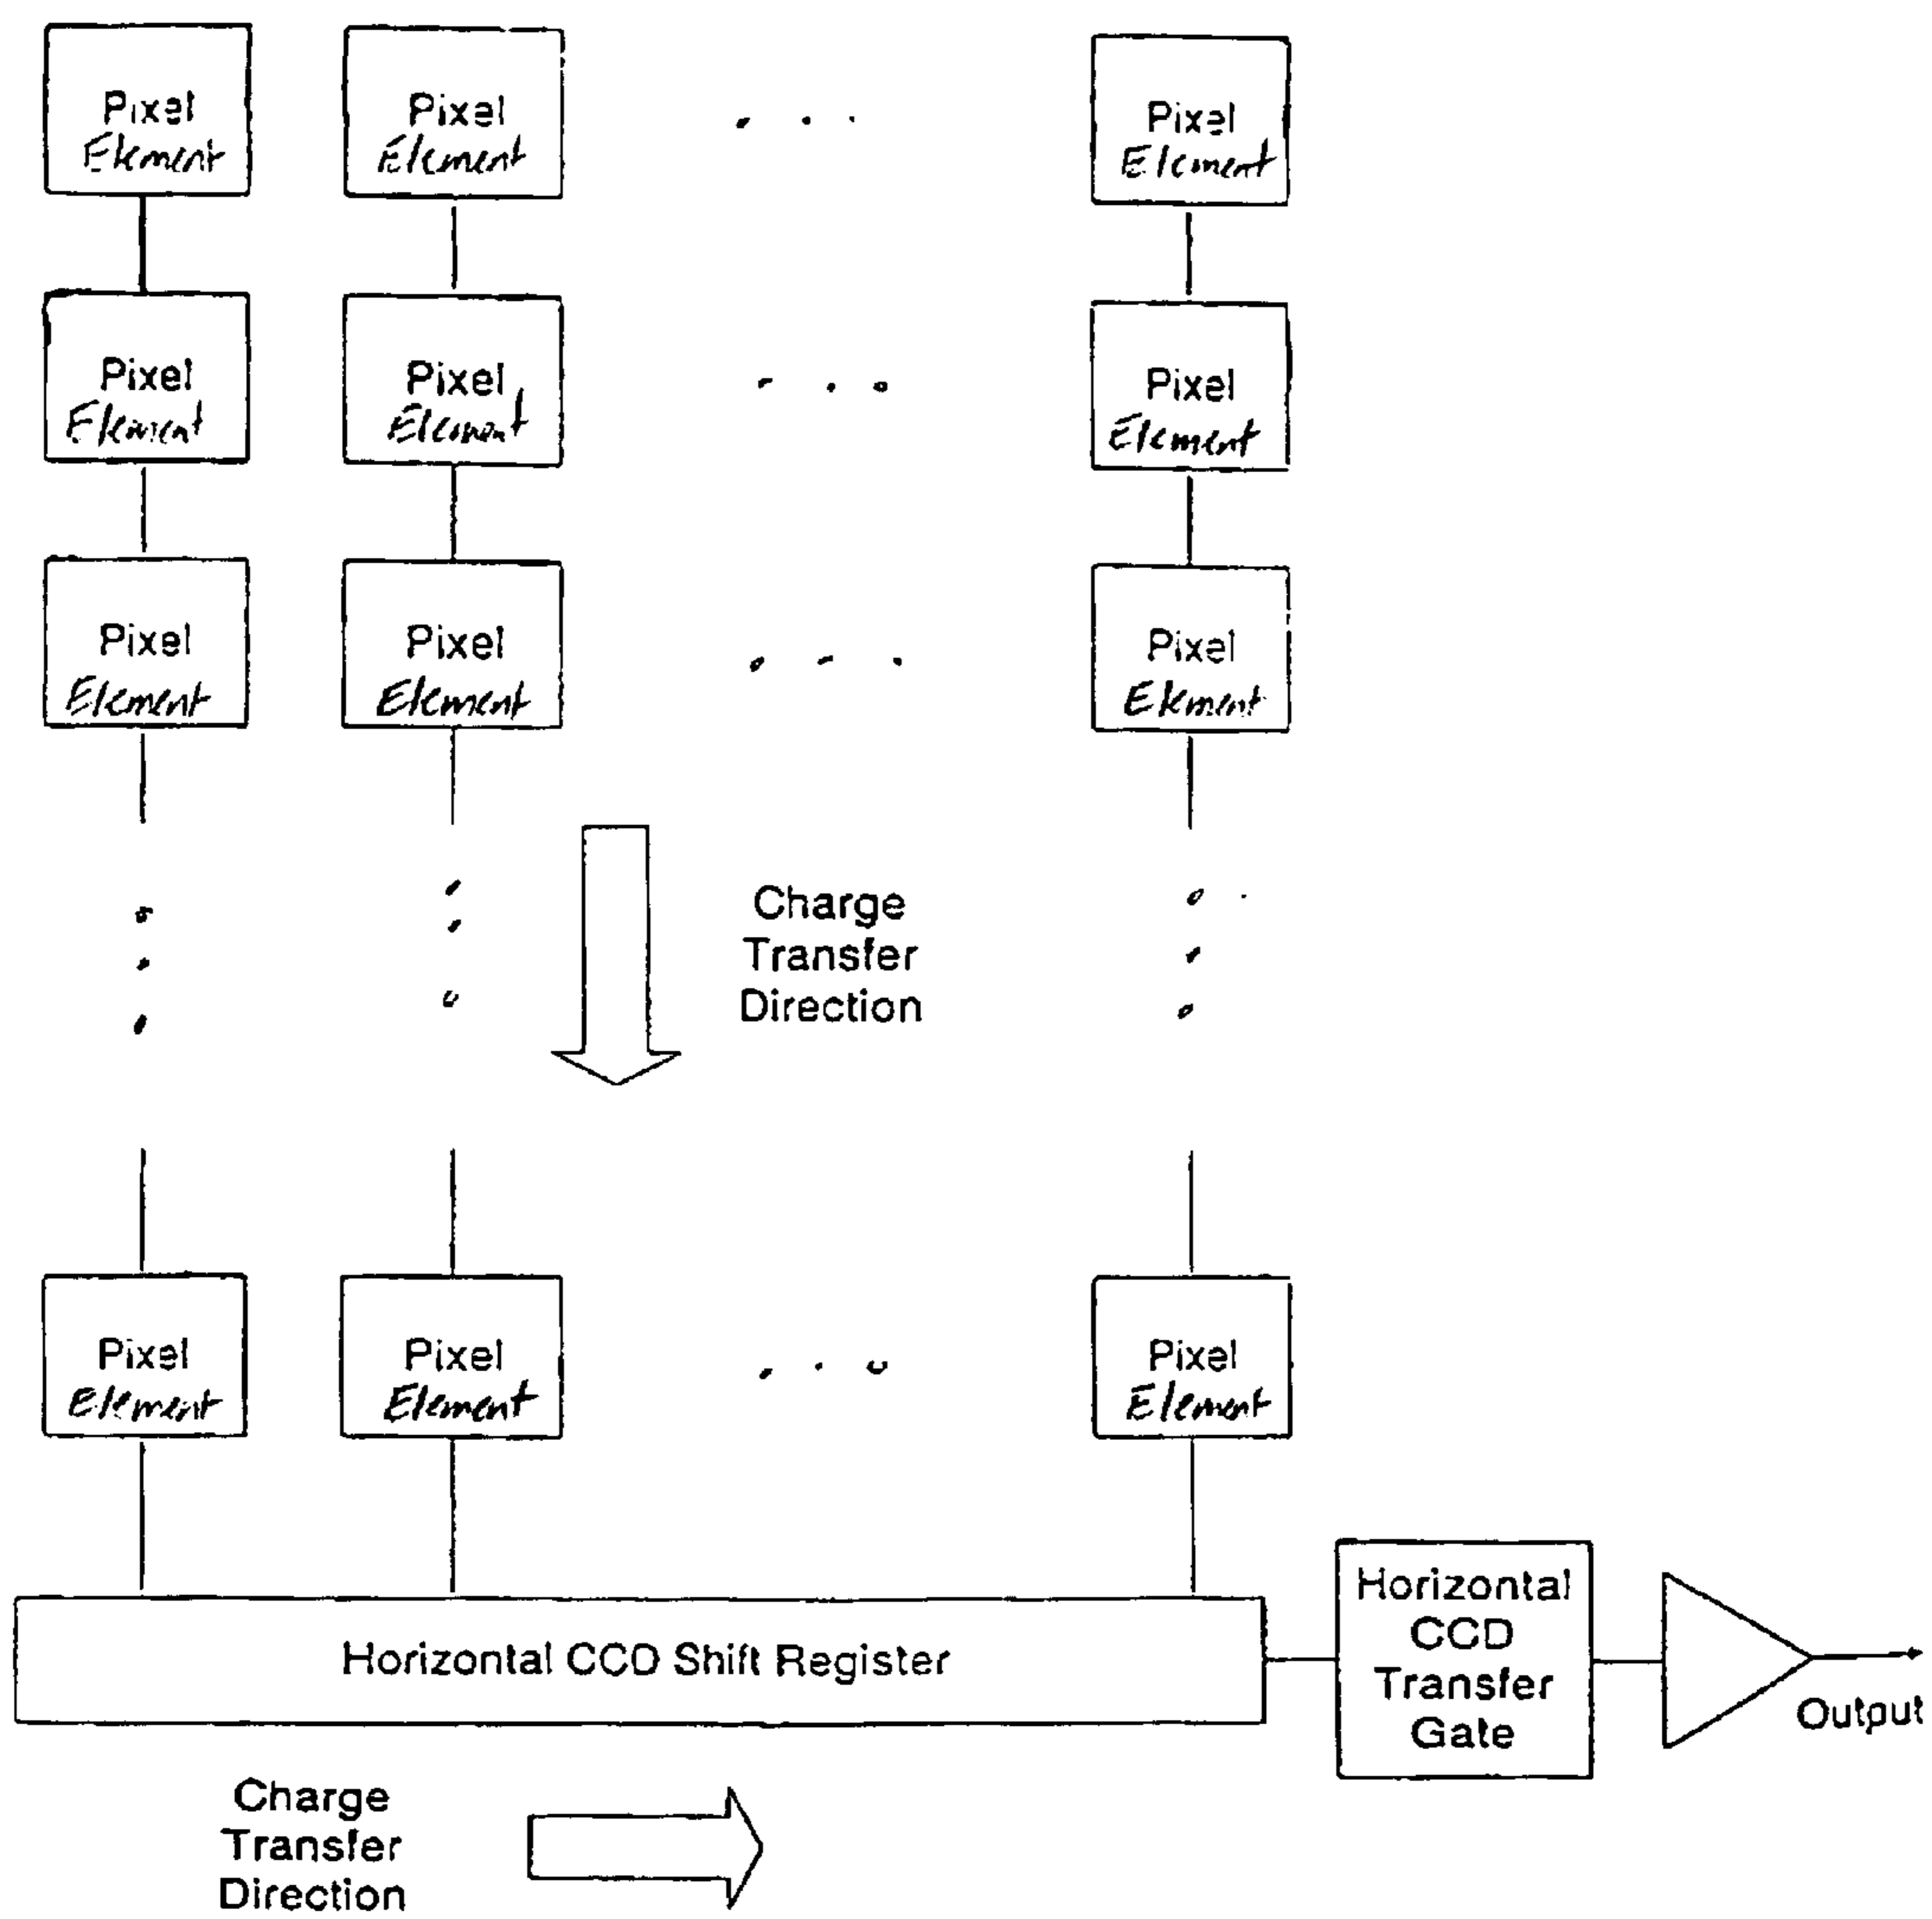 Pixel
Element
Pixel
Element
Pixel
Element
Pixel
Element
Pixel
Element
Pixel
Element
Pixel
Element
Pixel
Element
Pixel
Element
Charge
Transfer
Direction
Pixel
Element
Pixel
Element
Pixel
Element
Horizontal CCD Shift Register
Horizontal
CCD
Transfer
Gate
Output
Charge
Transfer
Direction